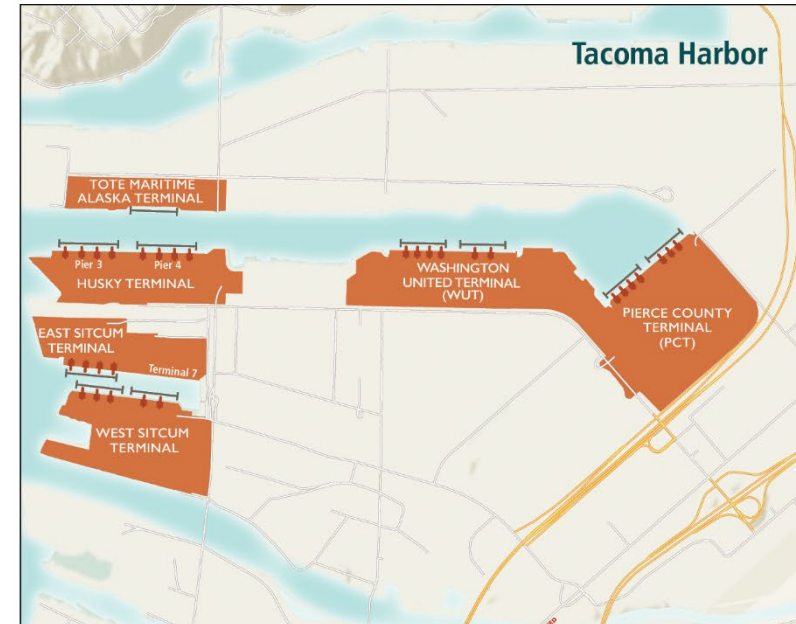 Tacoma Harbor
TOTE MARITIME
ALASKA TERMINAL
Pier 3
Pier 4
HUSKY TERMINAL
WASHINGTON
UNITED TERMINAL
(WUT)
PIERCE COUNTY
TERMINAL
(PCT)
EAST SITCUM
TERMINAL
Terminal 7
WEST SITCUM
TERMINAL